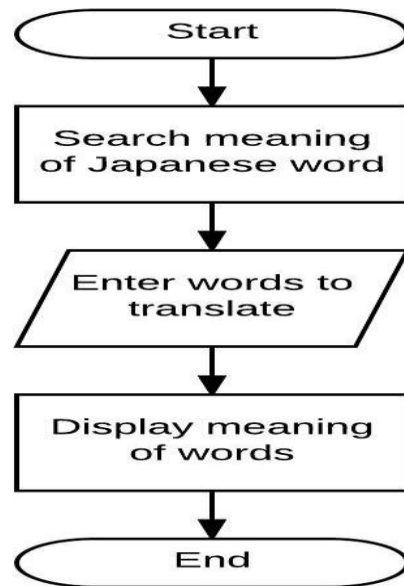 Start
Search meaning
of Japanese word
Enter words to
translate
Display meaning
of words
End